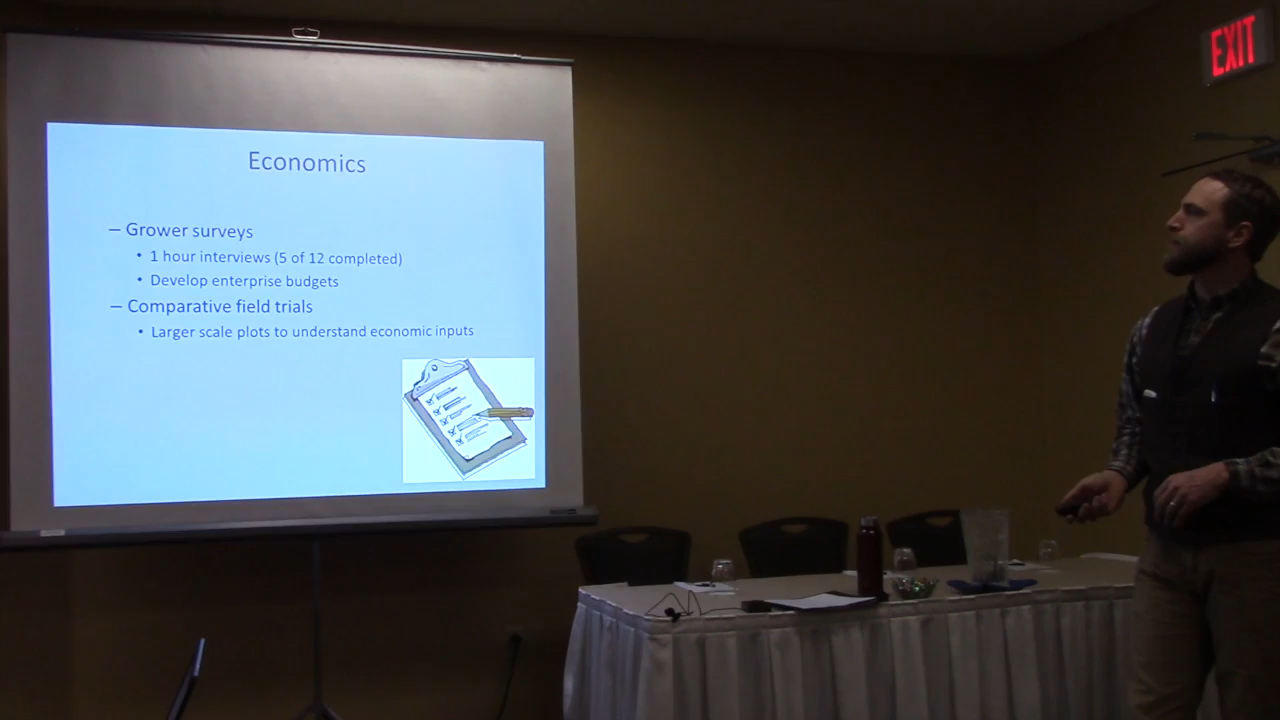 EXIT
Economics
– Grower surveys
• 1 hour interviews (5 of 12 completed)
• Develop enterprise budgets
– Comparative field trials
• Larger scale plots to understand economic inputs